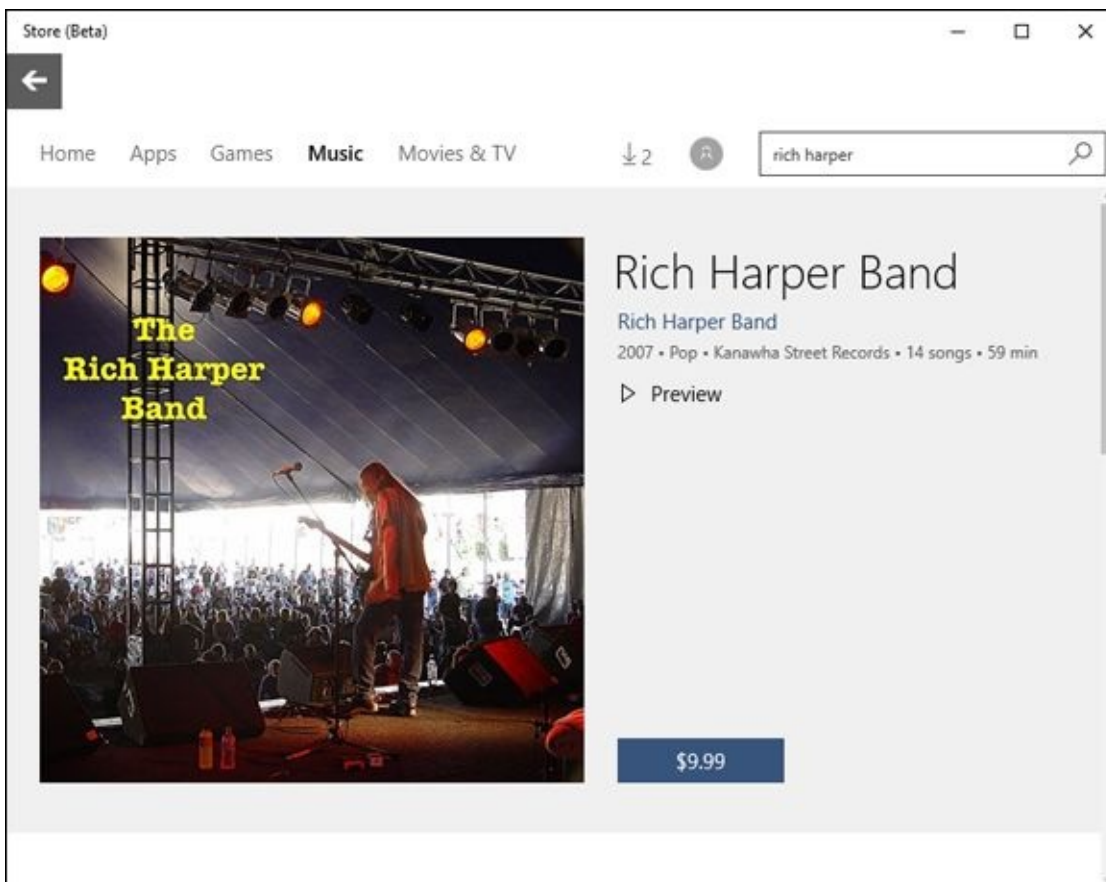 Store (Beta)
Home Apps Games Music Movies & TV 2 rich harper
The
Rich Harper
Band
Rich Harper Band
Rich Harper Band
2007 • Pop • Kanawha Street Records • 14 songs • 59 min
Preview
$9.99